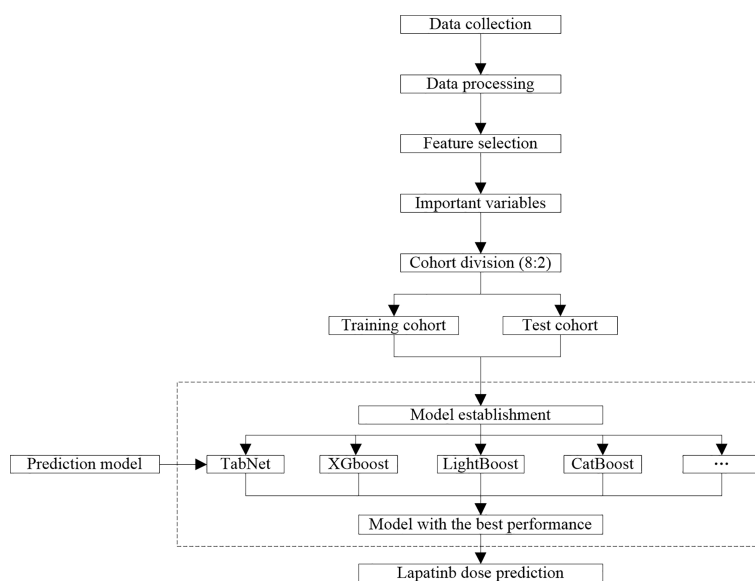 Data collection
Data processing
Feature selection
Important variables
Cohort division (8:2)
Training cohort
Test cohort
Model establishment
Prediction model
TabNet
XGboost
LightBoost
CatBoost
...
Model with the best performance
Lapatinb dose prediction